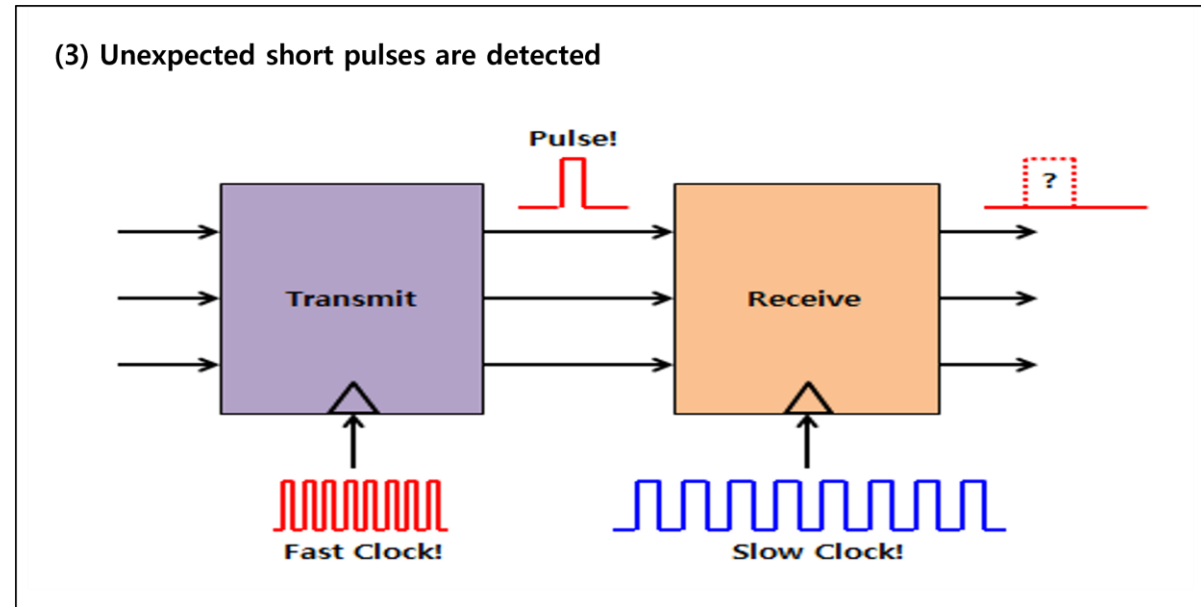 (3) Unexpected short pulses are detected
Pulse!
?
Transmit
Receive
Fast Clock!
Slow Clock!